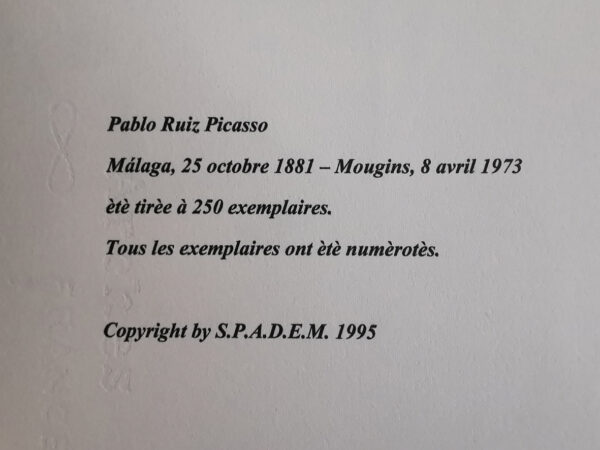 Pablo Ruiz Picasso
Málaga, 25 octobre 1881 – Mougins, 8 avril 1973
ètè tirèe à 250 exemplaires.
Tous les exemplaires ont ètè numèrotès.
Copyright by S.P.A.D.E.M. 1995